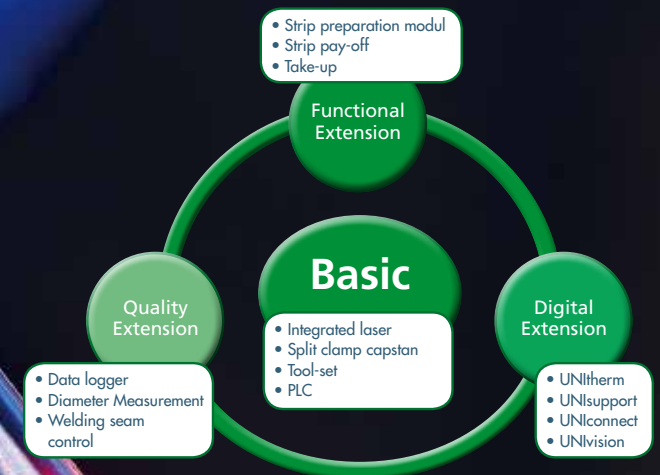 • Strip preparation modul
• Strip pay-off
• Take-up
Functional
Extension
Basic
• Integrated laser
• Split clamp capstan
• Tool-set
• PLC
Quality
Extension
• Data logger
• Diameter Measurement
• Welding seam
control
Digital
Extension
• UNItherm
• UNIsupport
• UNIconnect
• UNIvision